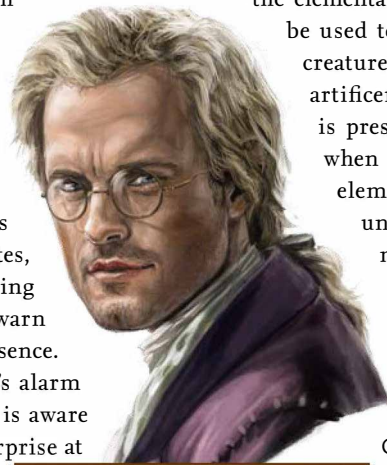 s
tes,
ing
warn
sence.
's alarm
is aware
rprise at
the elementa
be used to
creature
artificer
is pres
when
elem
un